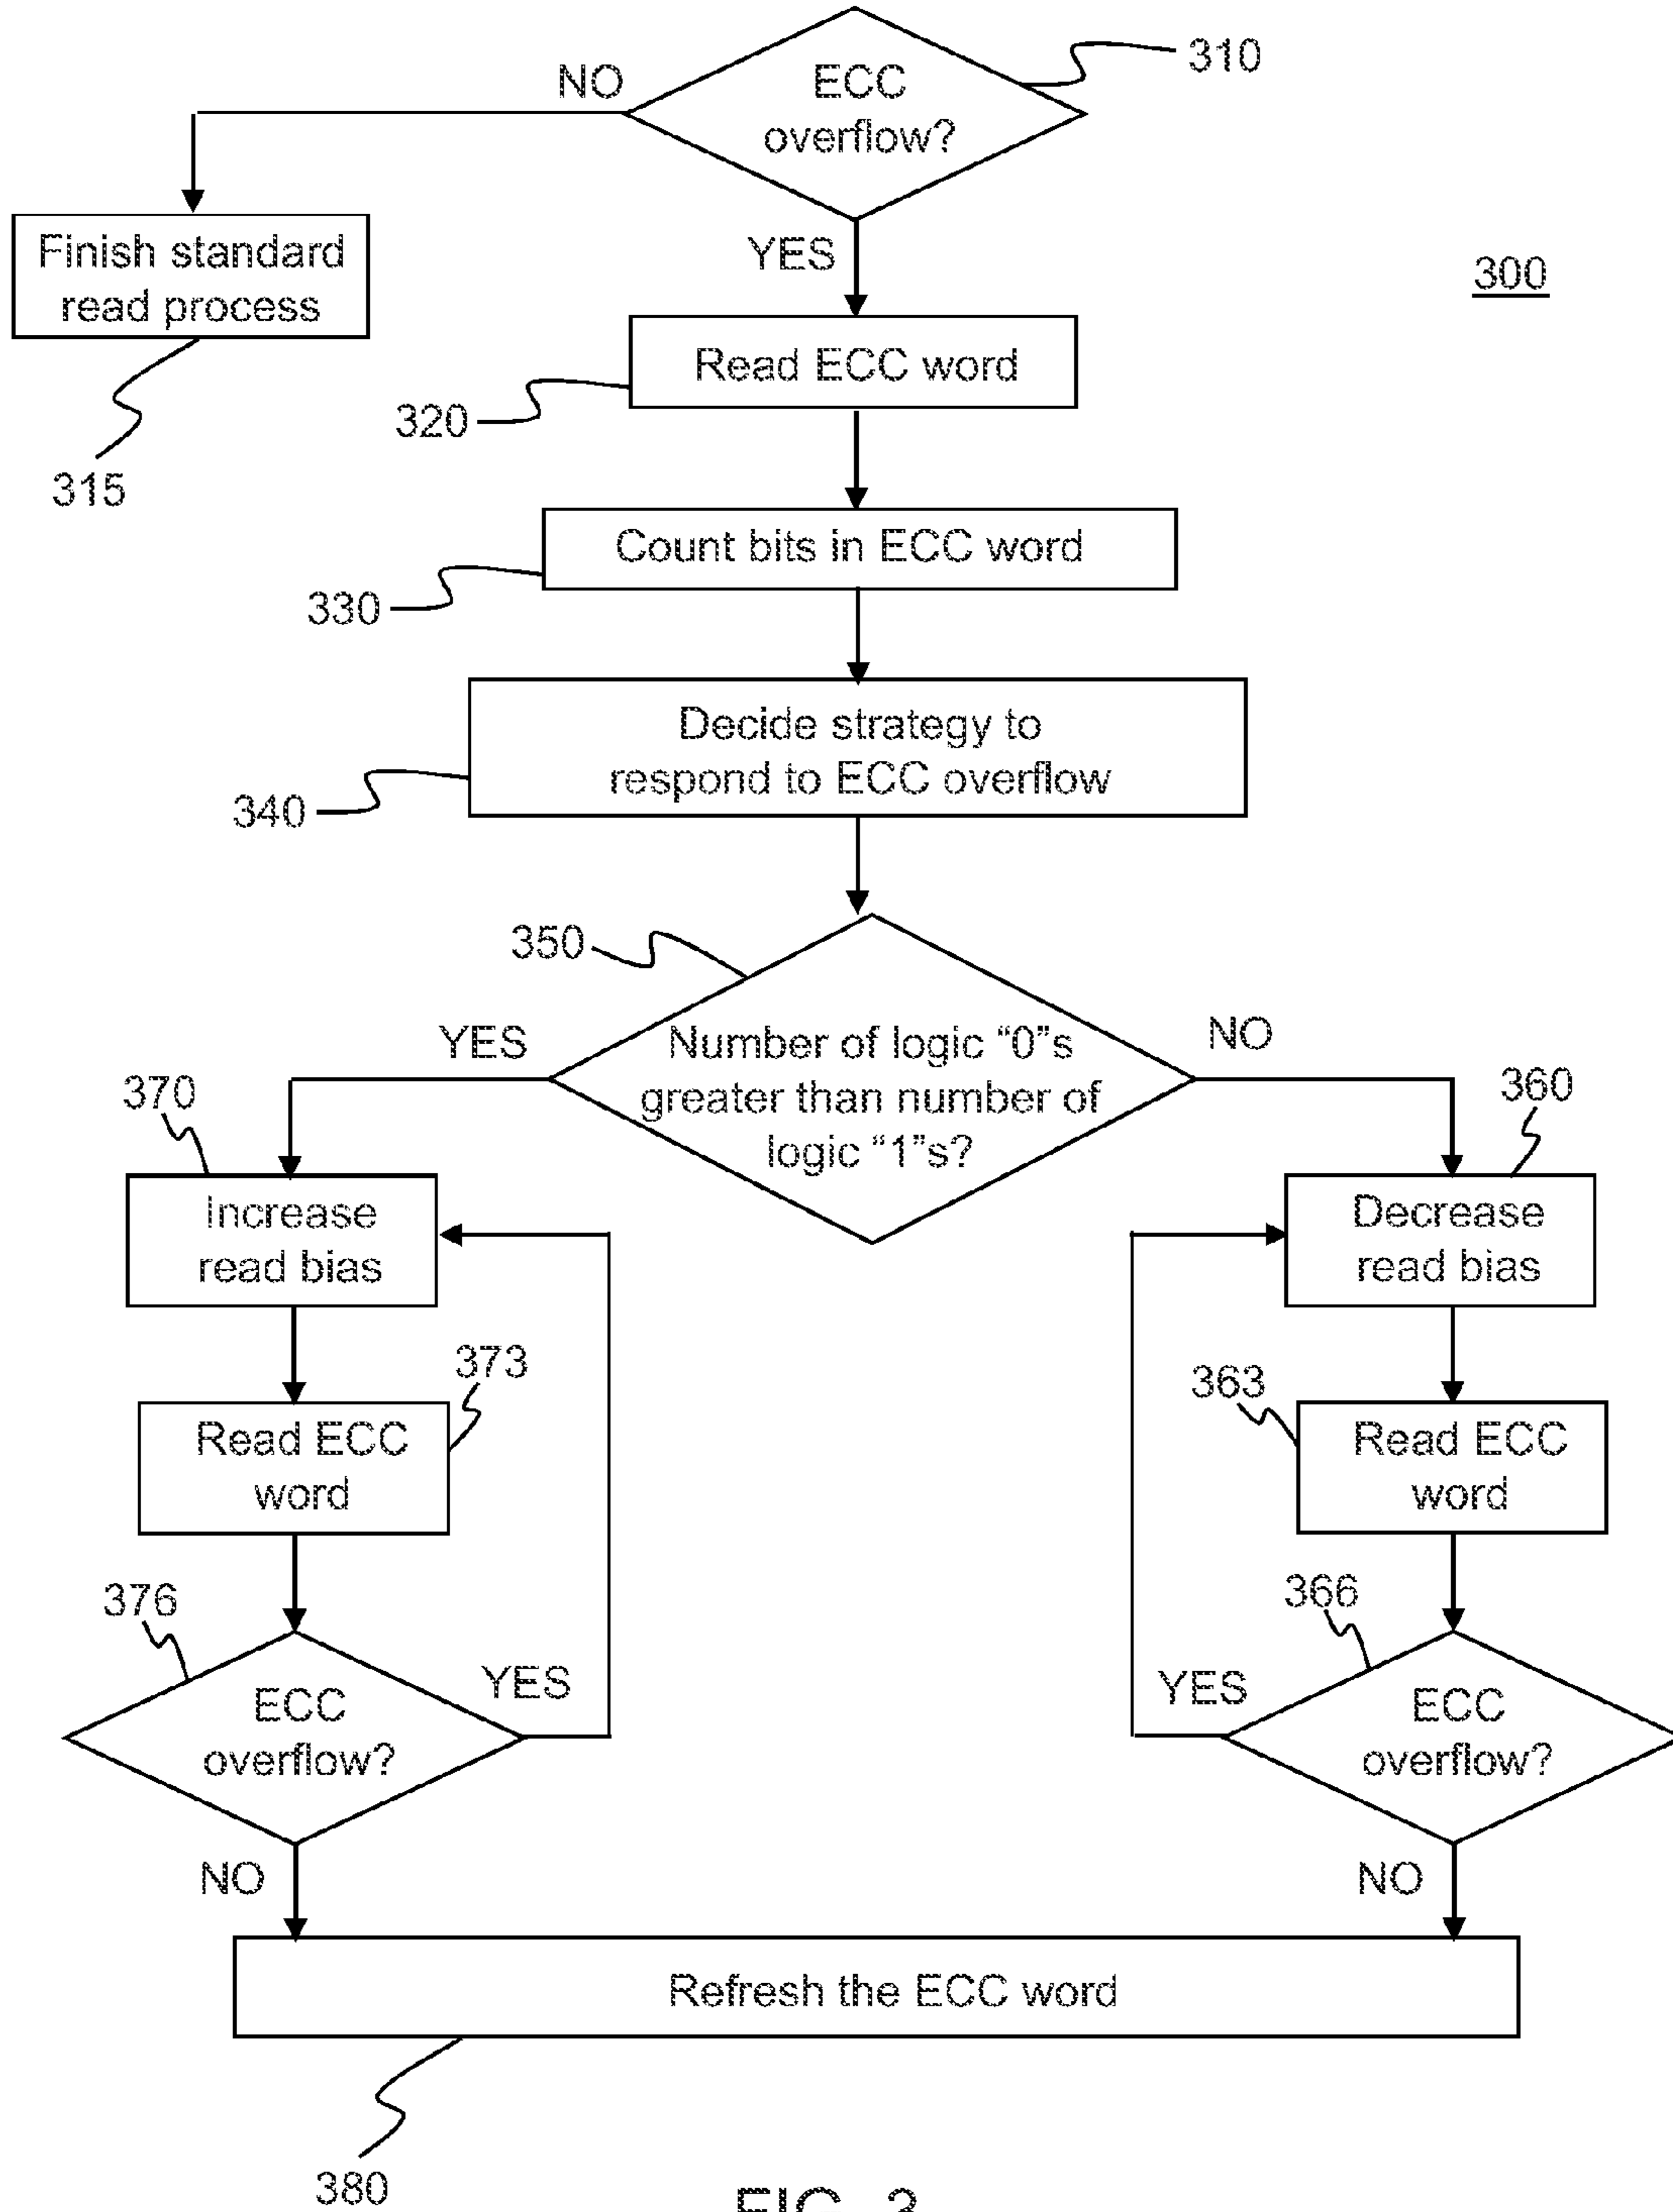 310
NO
ECC
overflow?
Finish standard
read process
YES
300
Read ECC word
320
315
Count bits in ECC word
330
Decide strategy to
respond to ECC overflow
340
350
YES
Number of logic "0"s
greater than number of
logic "1"s?
NO
370
360
Increase
read bias
Decrease
read bias
373
363
Read ECC
word
Read ECC
word
376
366
YES
ECC
overflow?
YES
ECC
overflow?
NO
NO
Refresh the ECC word
380
FIG. 3